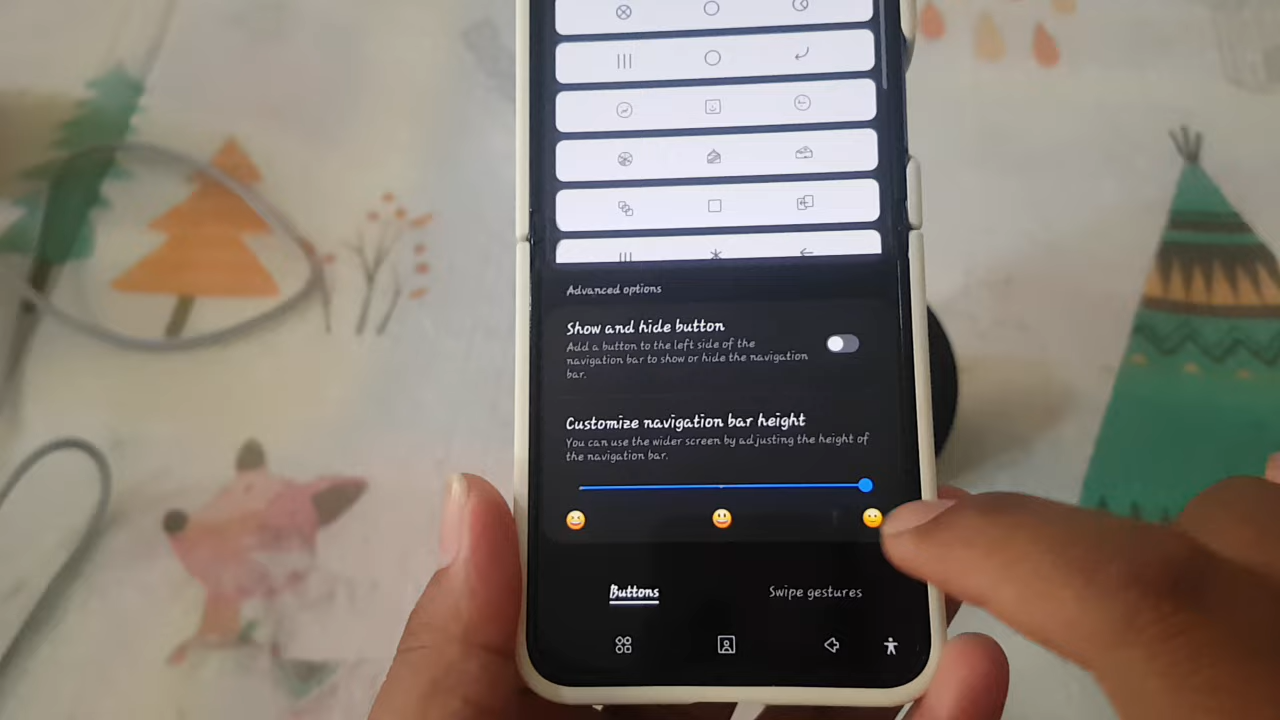 Advanced options
Show and hide button
Add a button to the left side of the
navigation bar to show or hide the navigation
bar.
Customize navigation bar height
You can use the wider screen by adjusting the height of
the navigation bar.
Buttons
Swipe gestures